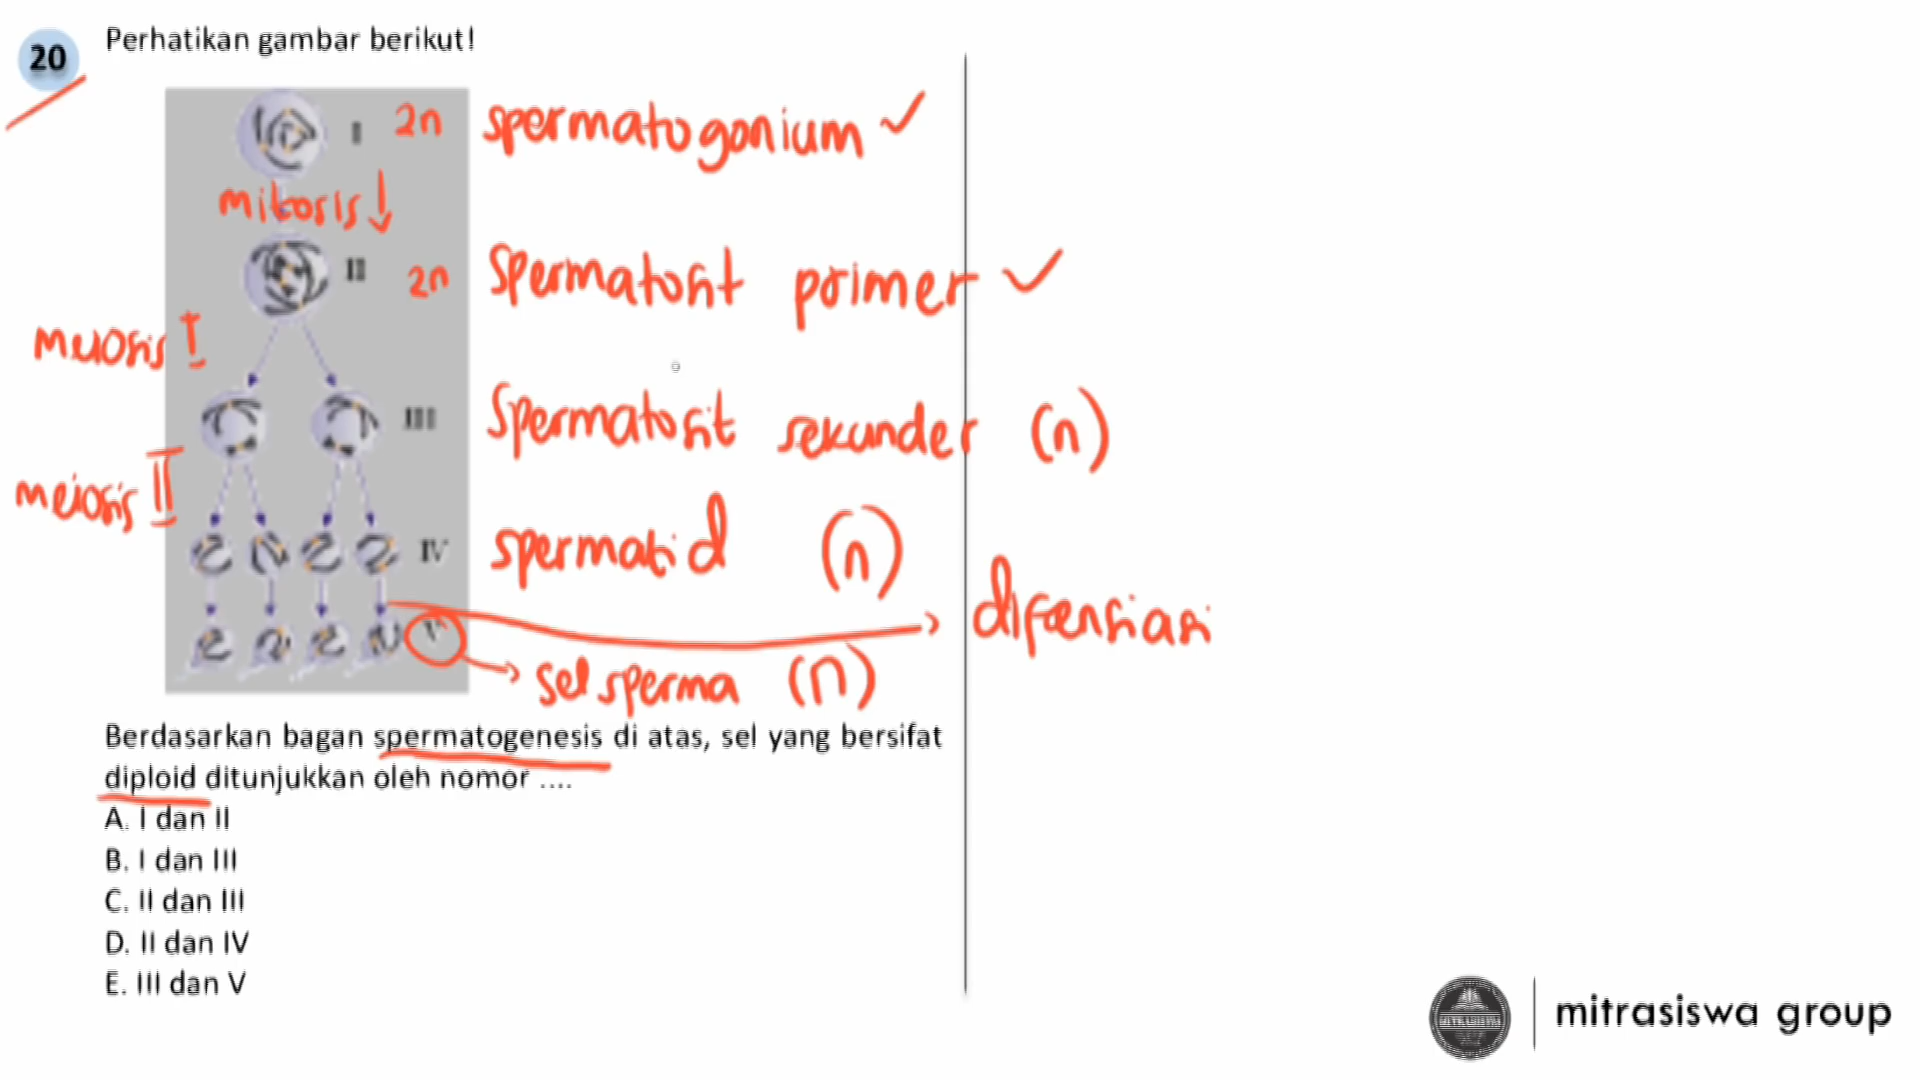 20
Perhatikan gambar berikut!
I 2n spermatogonium ✓
mitosis ↓
II 2n spermatosit primer ✓
meiosis I
III spermatosit sekunder (n)
meiosis II
IV spermatid (n)
V → diferensiasi
→ sel sperma (n)
Berdasarkan bagan spermatogenesis di atas, sel yang bersifat
diploid ditunjukkan oleh nomor ....
A. I dan II
B. I dan III
C. II dan III
D. II dan IV
E. III dan V
mitrasiswa group